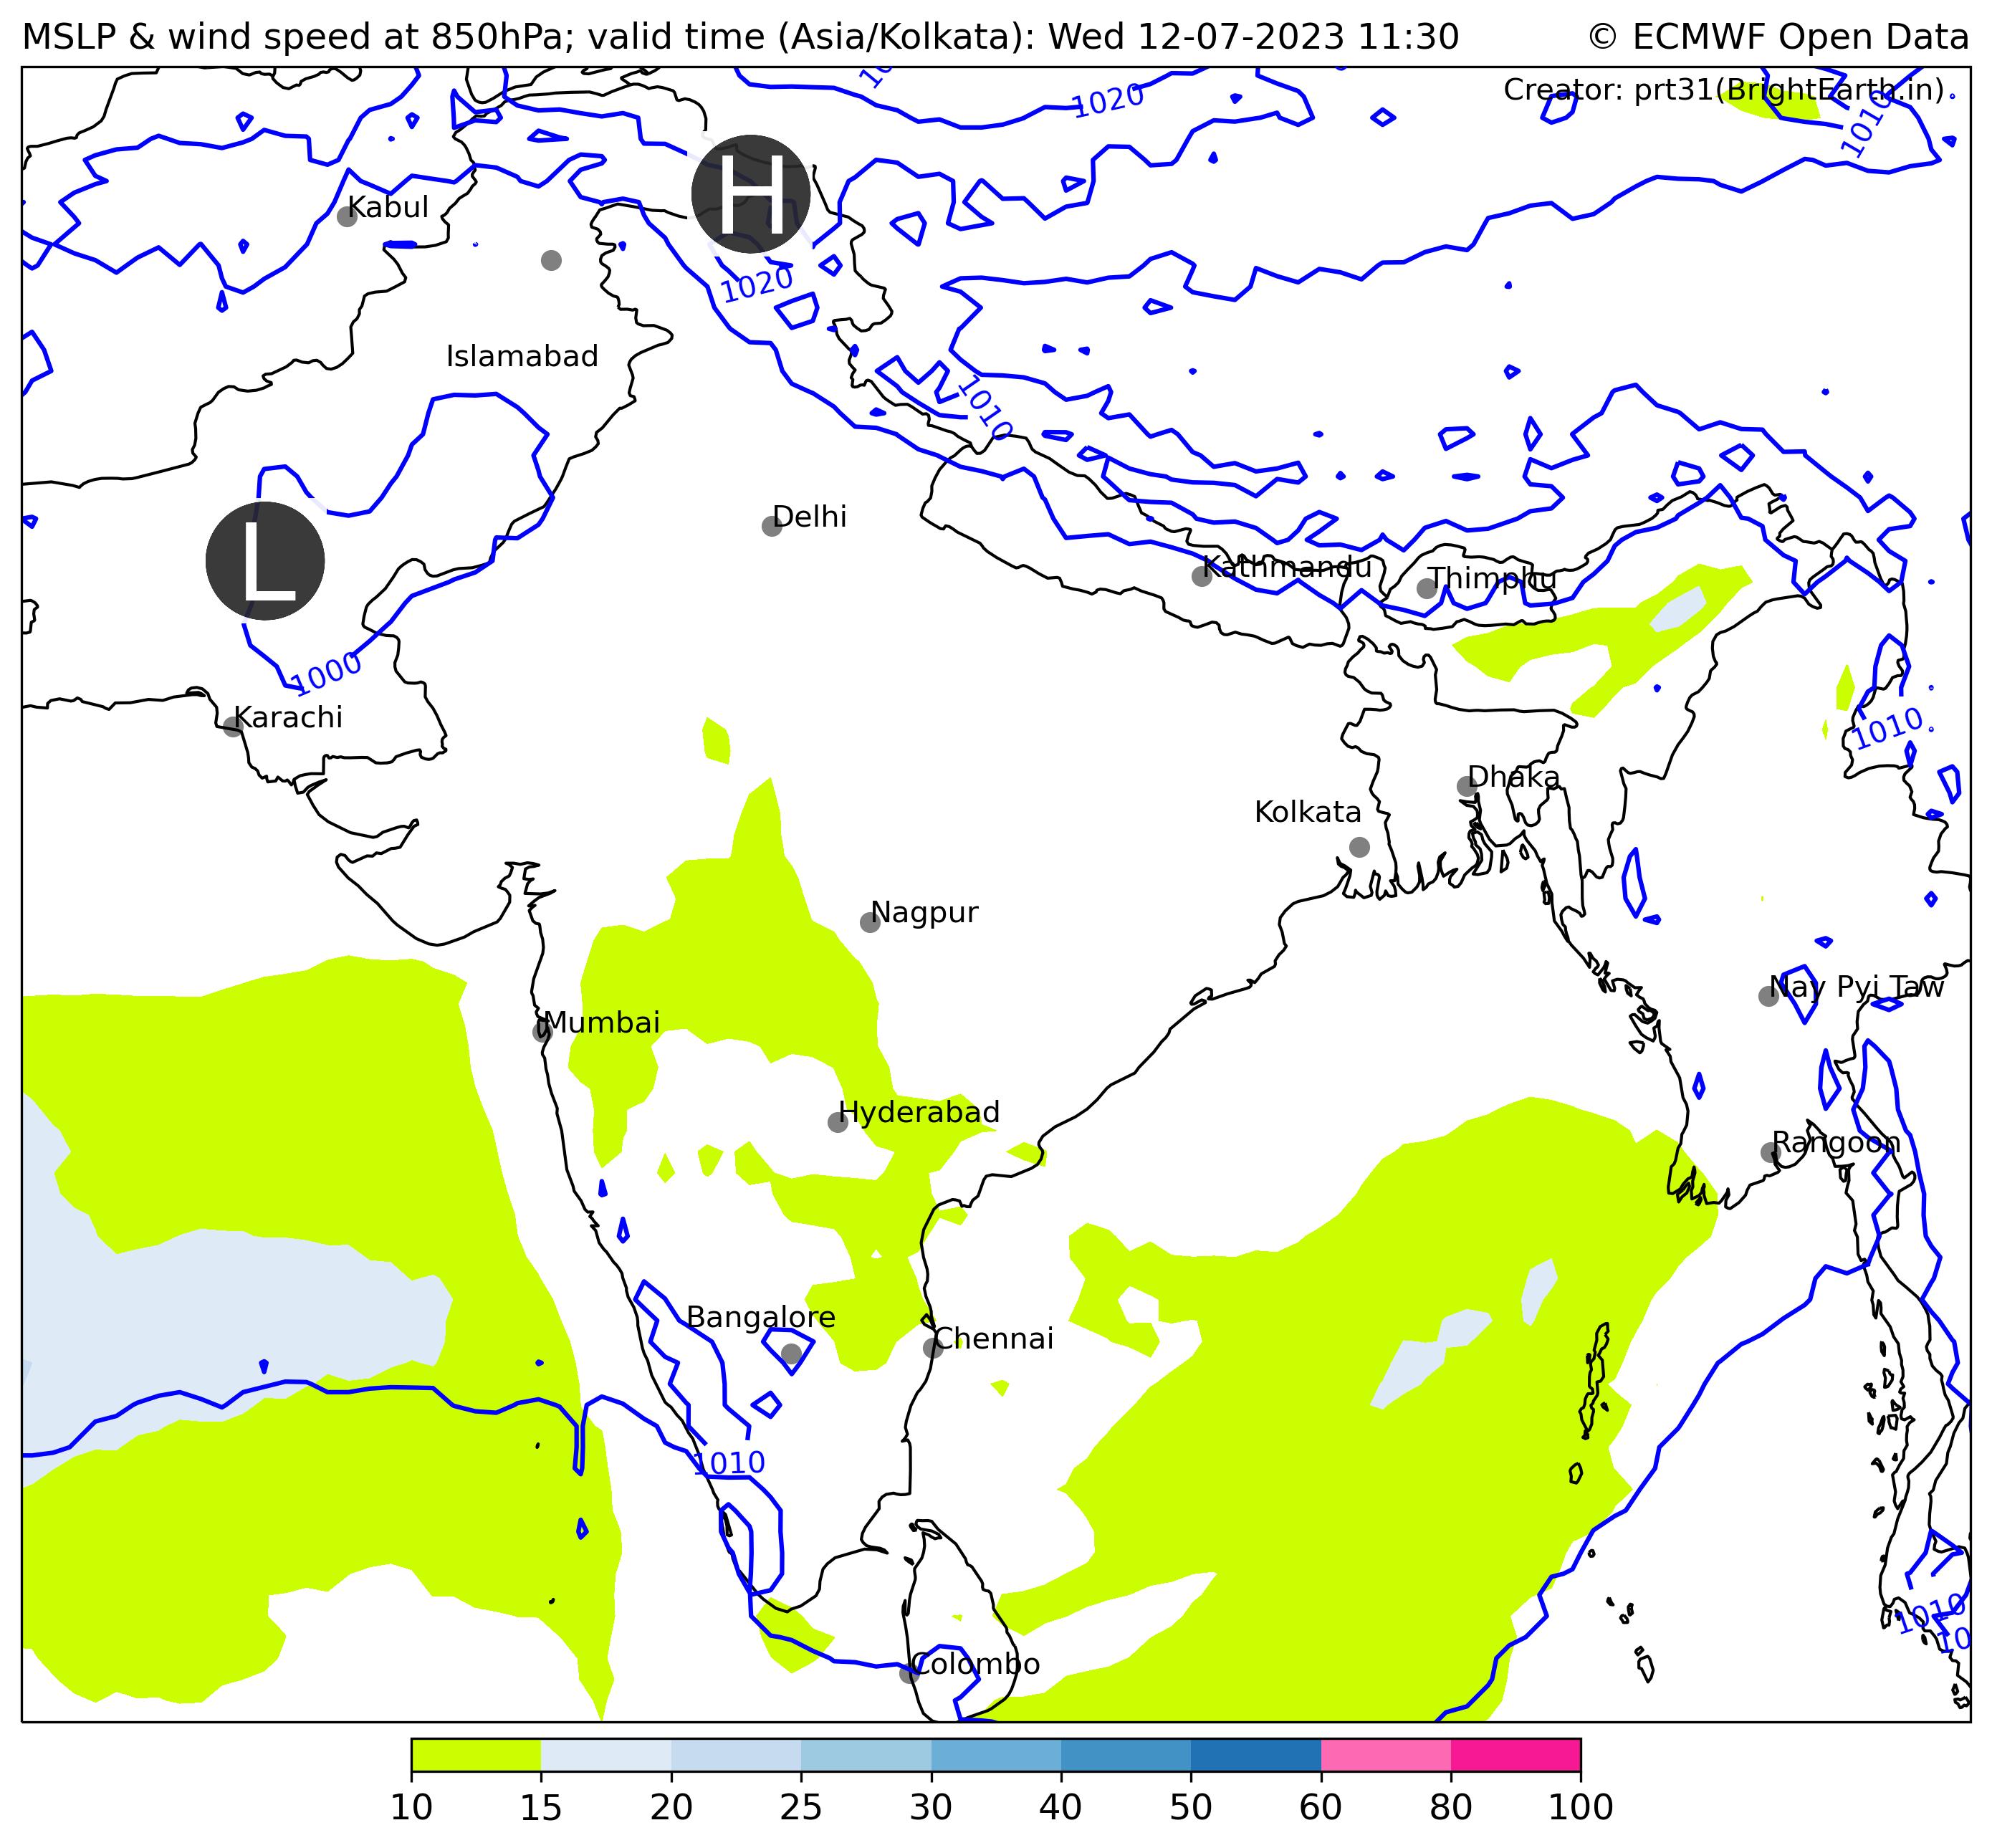 MSLP & wind speed at 850hPa; valid time (Asia/Kolkata): Wed 12-07-2023 11:30
© ECMWF Open Data
Creator: prt31(BrightEarth.in)
1020
1010
H
Kabul
1020
Islamabad
1010
L
Delhi
Kathmandu
Thimphu
1000
Karachi
1010
Dhaka
Kolkata
Nagpur
Nay Pyi Taw
Mumbai
Hyderabad
Rangoon
Bangalore
Chennai
1010
1010
Colombo
10 15 20 25 30 40 50 60 80 100